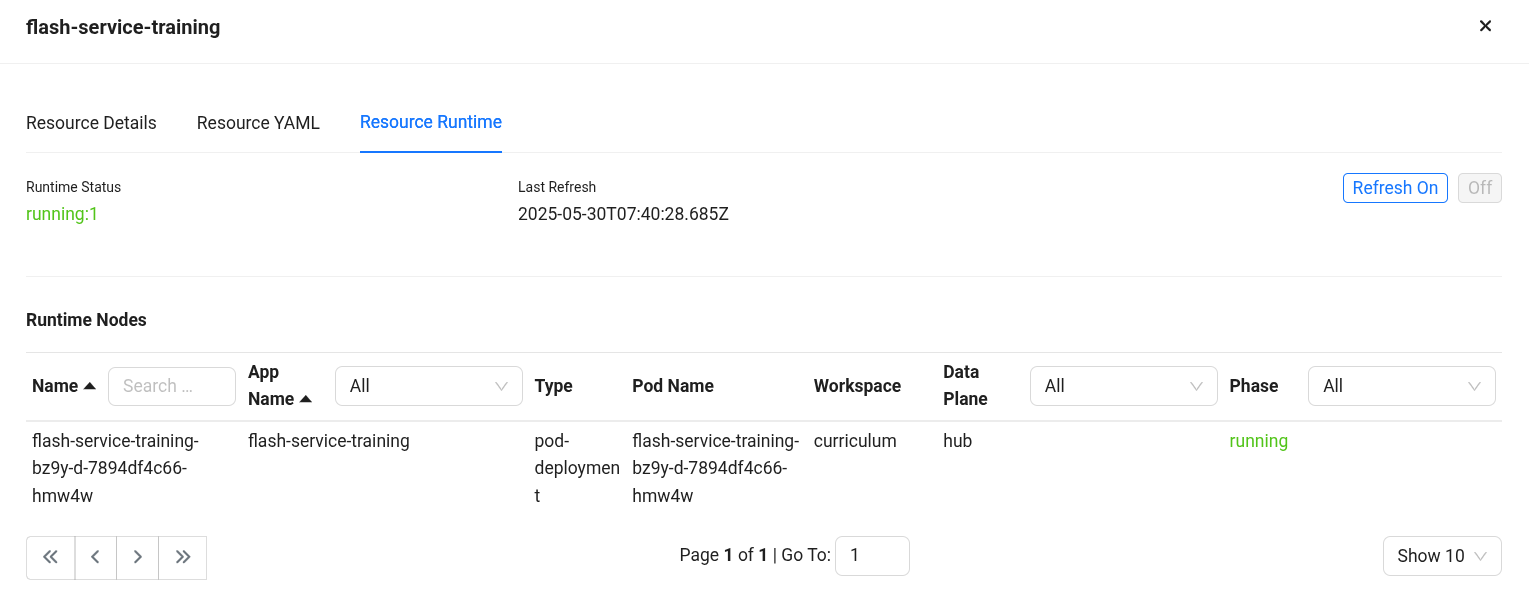 flash-service-training
Resource Details Resource YAML Resource Runtime
Runtime Status Last Refresh Refresh On Off
running:1 2025-05-30T07:40:28.685Z
Runtime Nodes
Name Search ... App Name All Type Pod Name Workspace Data Plane All Phase All
flash-service-training- flash-service-training pod- flash-service-training- curriculum hub running
bz9y-d-7894df4c66- deploymen bz9y-d-7894df4c66-
hmw4w t hmw4w
Page 1 of 1 | Go To: 1 Show 10